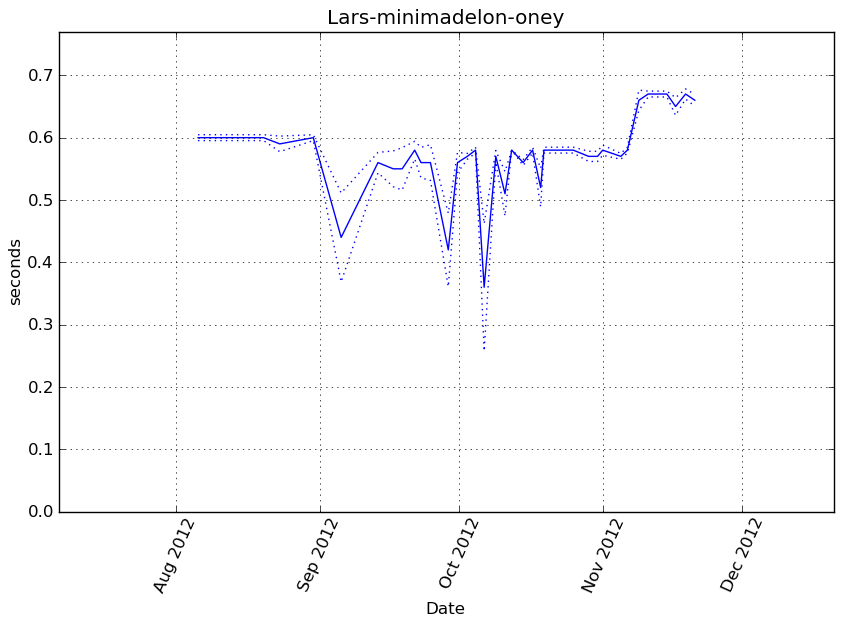 Lars-minimadelon-oney
0.7
0.6
0.5
0.4
0.3
0.2
0.1
0.0
seconds
Aug 2012
Sep 2012
Oct 2012
Nov 2012
Dec 2012
Date